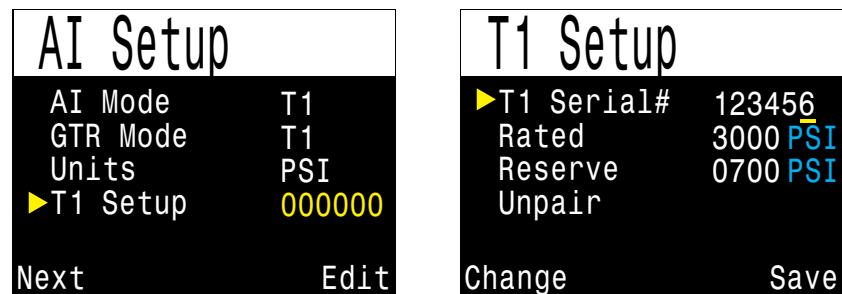 AI Setup
AI Mode T1
GTR Mode T1
Units PSI
T1 Setup 000000
Next Edit
T1 Setup
T1 Serial# 123456
Rated 3000 PSI
Reserve 0700 PSI
Unpair
Change Save